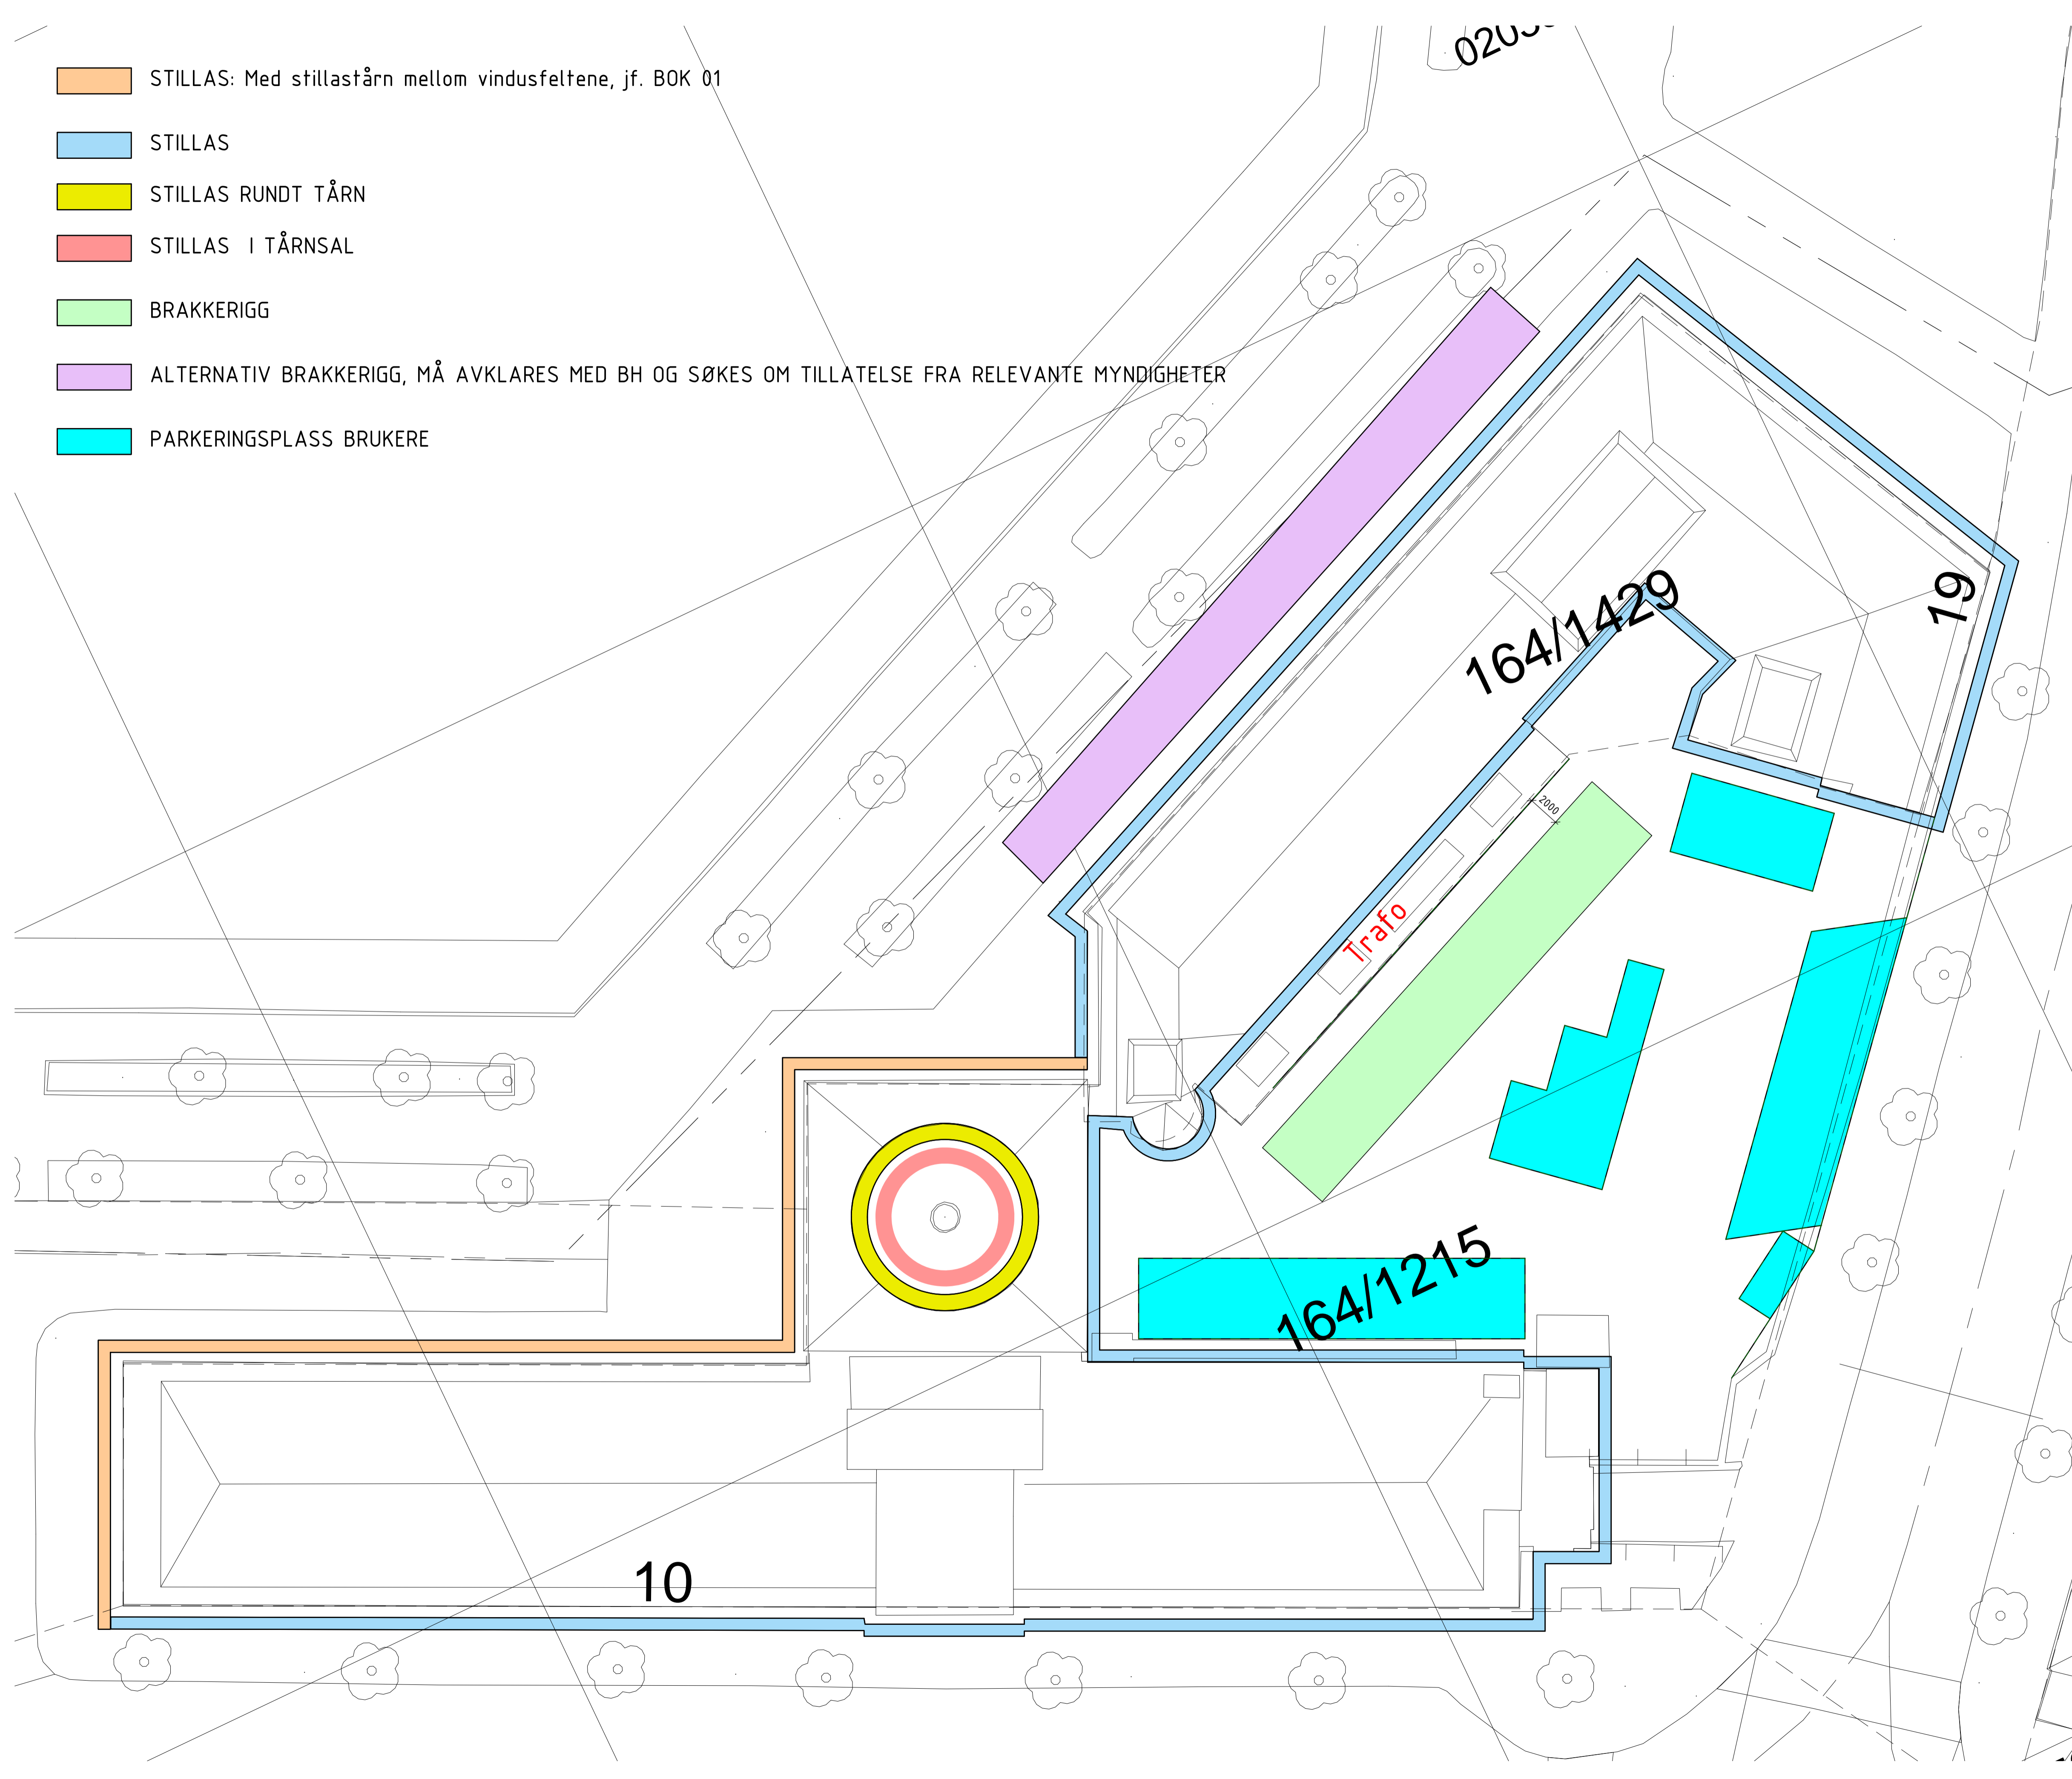 STILLAS: Med stillastårn mellom vindusfeltene, jf. BOK 01
STILLAS
STILLAS RUNDT TÅRN
STILLAS I TÅRNSAL
BRAKKERIGG
ALTERNATIV BRAKKERIGG, MÅ AVKLARES MED BH OG SØKES OM TILLATELSE FRA RELEVANTE MYNDIGHETER
PARKERINGSPLASS BRUKERE
164/1429
19
2000
Trafo
164/1215
10